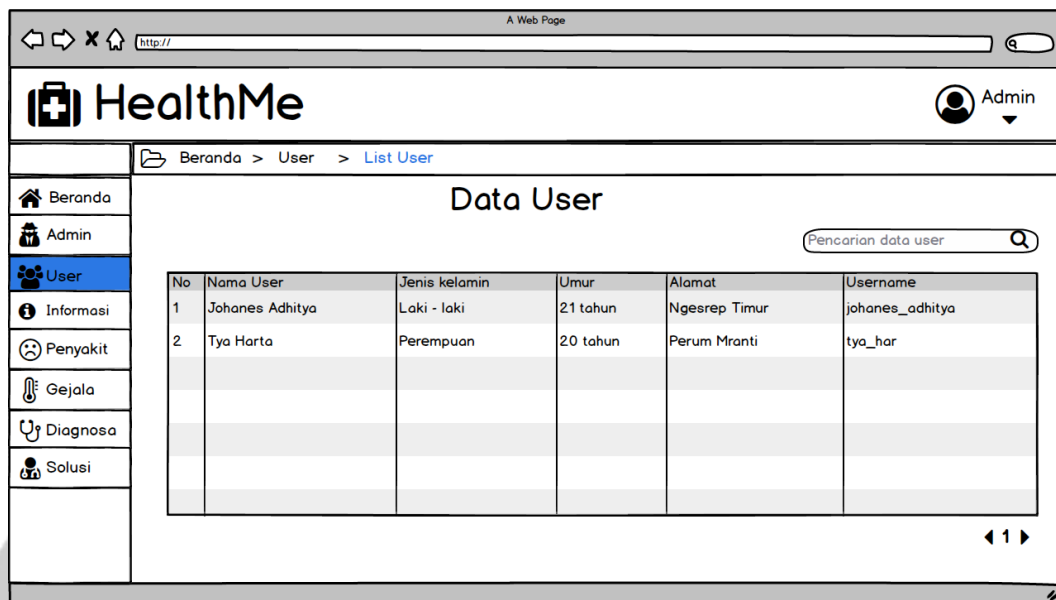 A Web Page
http://
HealthMe
Admin
Beranda > User > List User
Beranda
Admin
User
Informasi
Penyakit
Gejala
Diagnosa
Solusi
Data User
Pencarian data user
No Nama User Jenis kelamin Umur Alamat Username
1 Johanes Adhitya Laki - laki 21 tahun Ngesrep Timur johanes_adhitya
2 Tya Harta Perempuan 20 tahun Perum Mranti tya_har
1